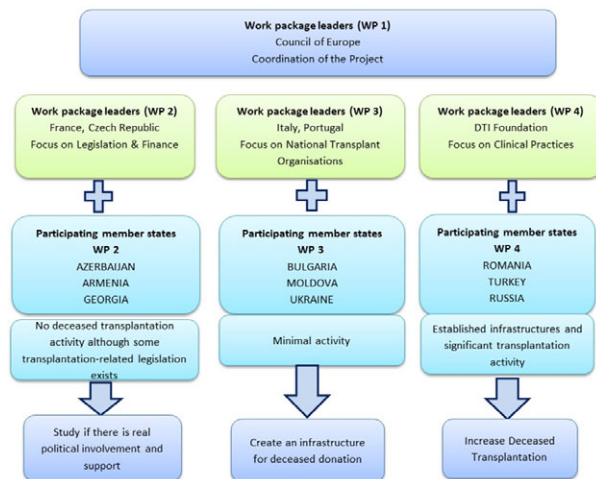 Work package leaders (WP 1)
Council of Europe
Coordination of the Project
Work package leaders (WP 2)
France, Czech Republic
Focus on Legislation & Finance
Work package leaders (WP 3)
Italy, Portugal
Focus on National Transplant
Organisations
Work package leaders (WP 4)
DTI Foundation
Focus on Clinical Practices
Participating member states
WP 2
AZERBAIJAN
ARMENIA
GEORGIA
Participating member states
WP 3
BULGARIA
MOLDOVA
UKRAINE
Participating member states
WP 4
ROMANIA
TURKEY
RUSSIA
No deceased transplantation
activity although some
transplantation-related legislation
exists
Minimal activity
Established infrastructures and
significant transplantation
activity
Study if there is real
political involvement and
support
Create an infrastructure
for deceased donation
Increase Deceased
Transplantation